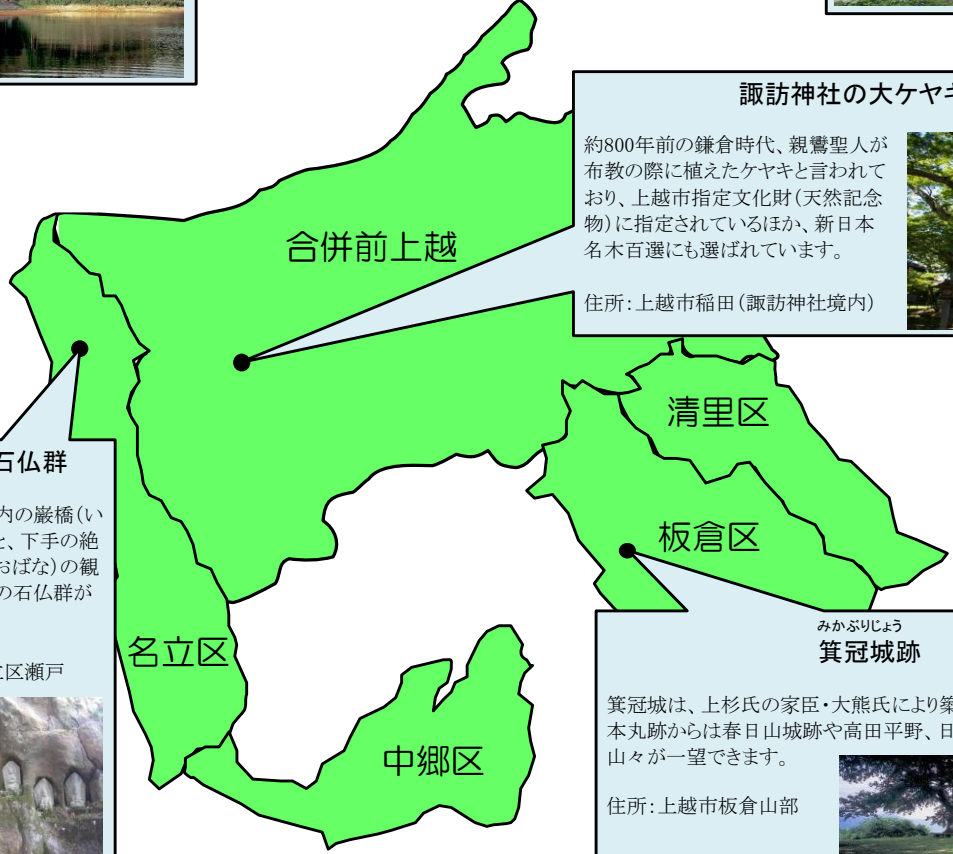 諏訪神社の大ケヤキ
約800年前の鎌倉時代、親鸞聖人が
布教の際に植えたケヤキと言われて
おり、上越市指定文化財(天然記念
物)に指定されているほか、新日本
名木百選にも選ばれています。
住所:上越市稲田(諏訪神社境内)
合併前上越
清里区
板倉区
石仏群
内の巌橋(い
と、下手の絶
おばな)の観
の石仏群が
区瀬戸
名立区
中郷区
みかぶりじょう
箕冠城跡
箕冠城は、上杉氏の家臣・大熊氏により築
本丸跡からは春日山城跡や高田平野、日
山々が一望できます。
住所:上越市板倉山部